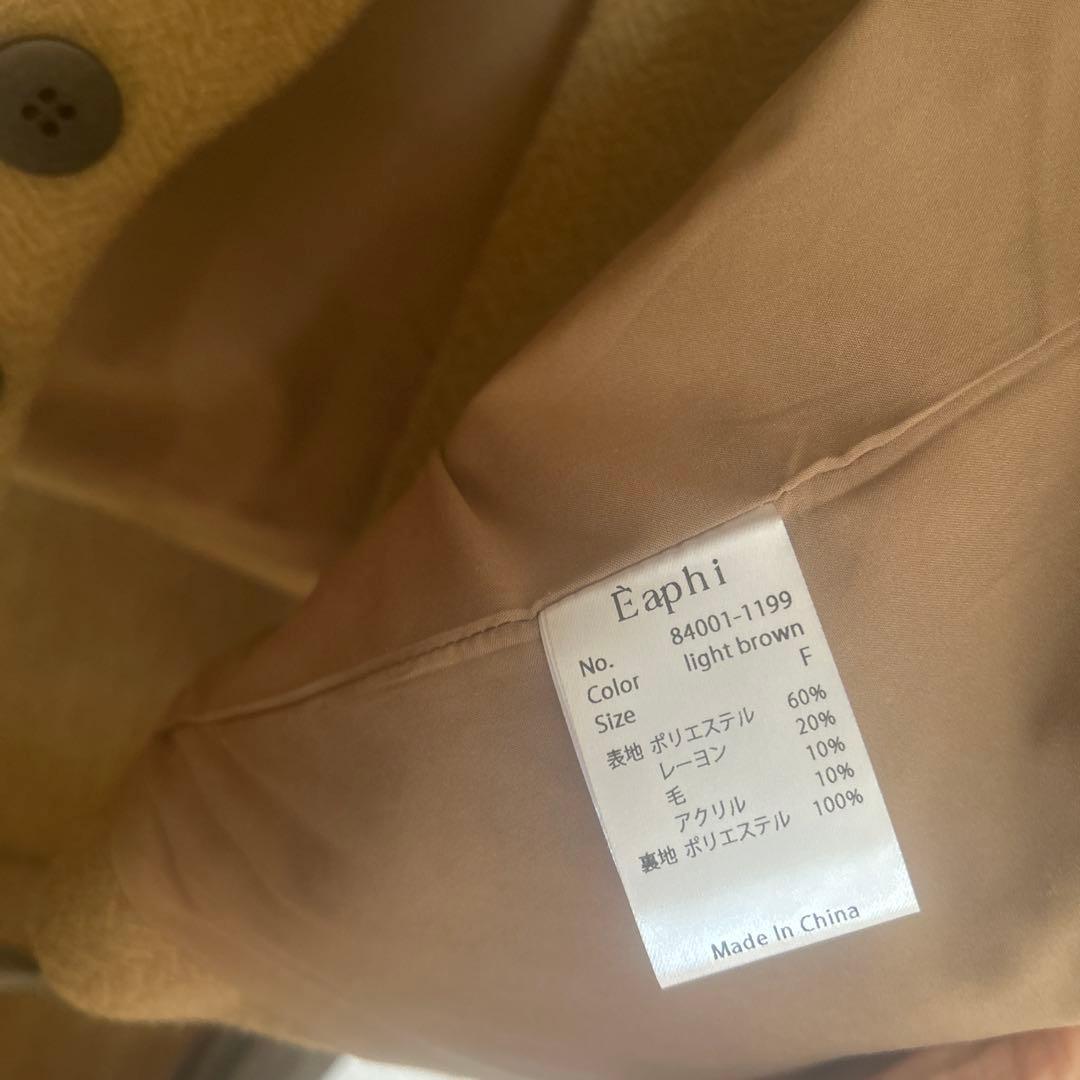 Èaphi
No. 84001-1199
Color light brown
Size F
表地 ポリエステル 60%
レーヨン 20%
毛 10%
アクリル 10%
裏地 ポリエステル 100%
Made In China